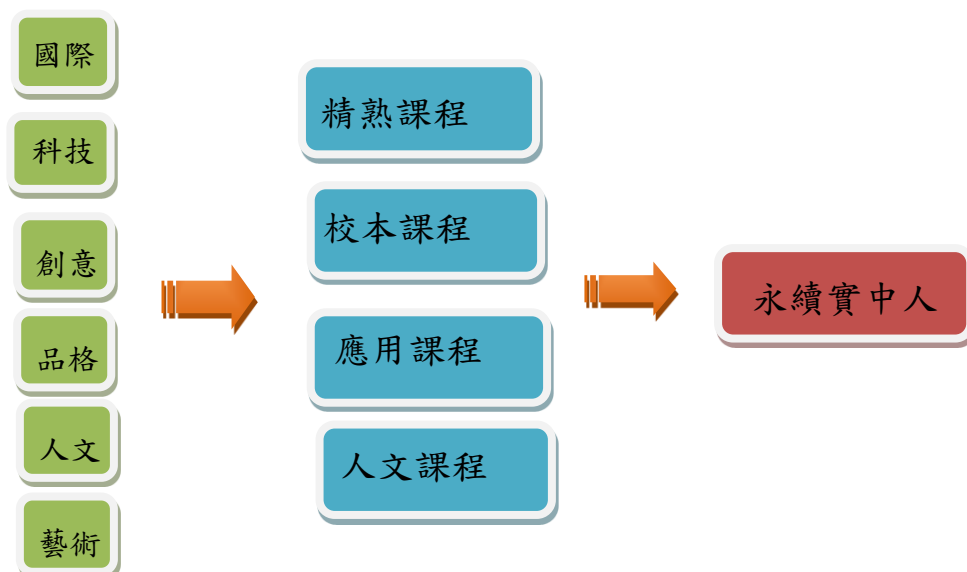 國際
科技
創意
品格
人文
藝術
精熟課程
校本課程
應用課程
人文課程
永續實中人